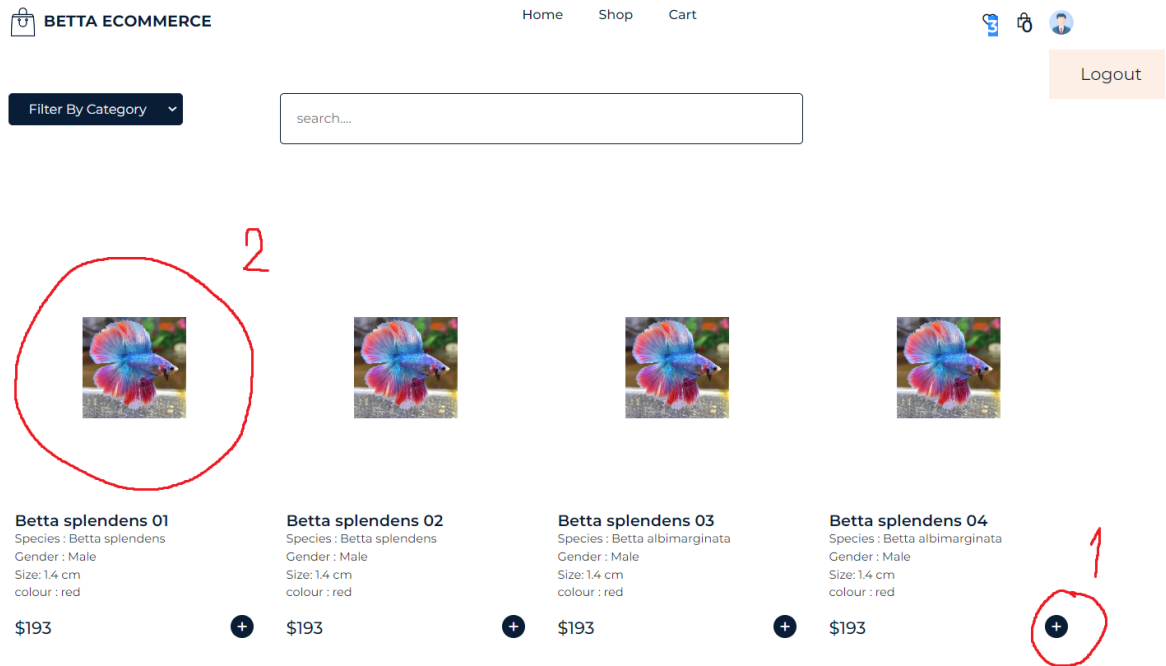 BETTA ECOMMERCE
Home Shop Cart
3 0
Logout
Filter By Category
search....
2
Betta splendens 01
Species : Betta splendens
Gender : Male
Size: 1.4 cm
colour : red
$193 +
Betta splendens 02
Species : Betta splendens
Gender : Male
Size: 1.4 cm
colour : red
$193 +
Betta splendens 03
Species : Betta albimarginata
Gender : Male
Size: 1.4 cm
colour : red
$193 +
Betta splendens 04
Species : Betta albimarginata
Gender : Male
Size: 1.4 cm
colour : red
$193 +
1